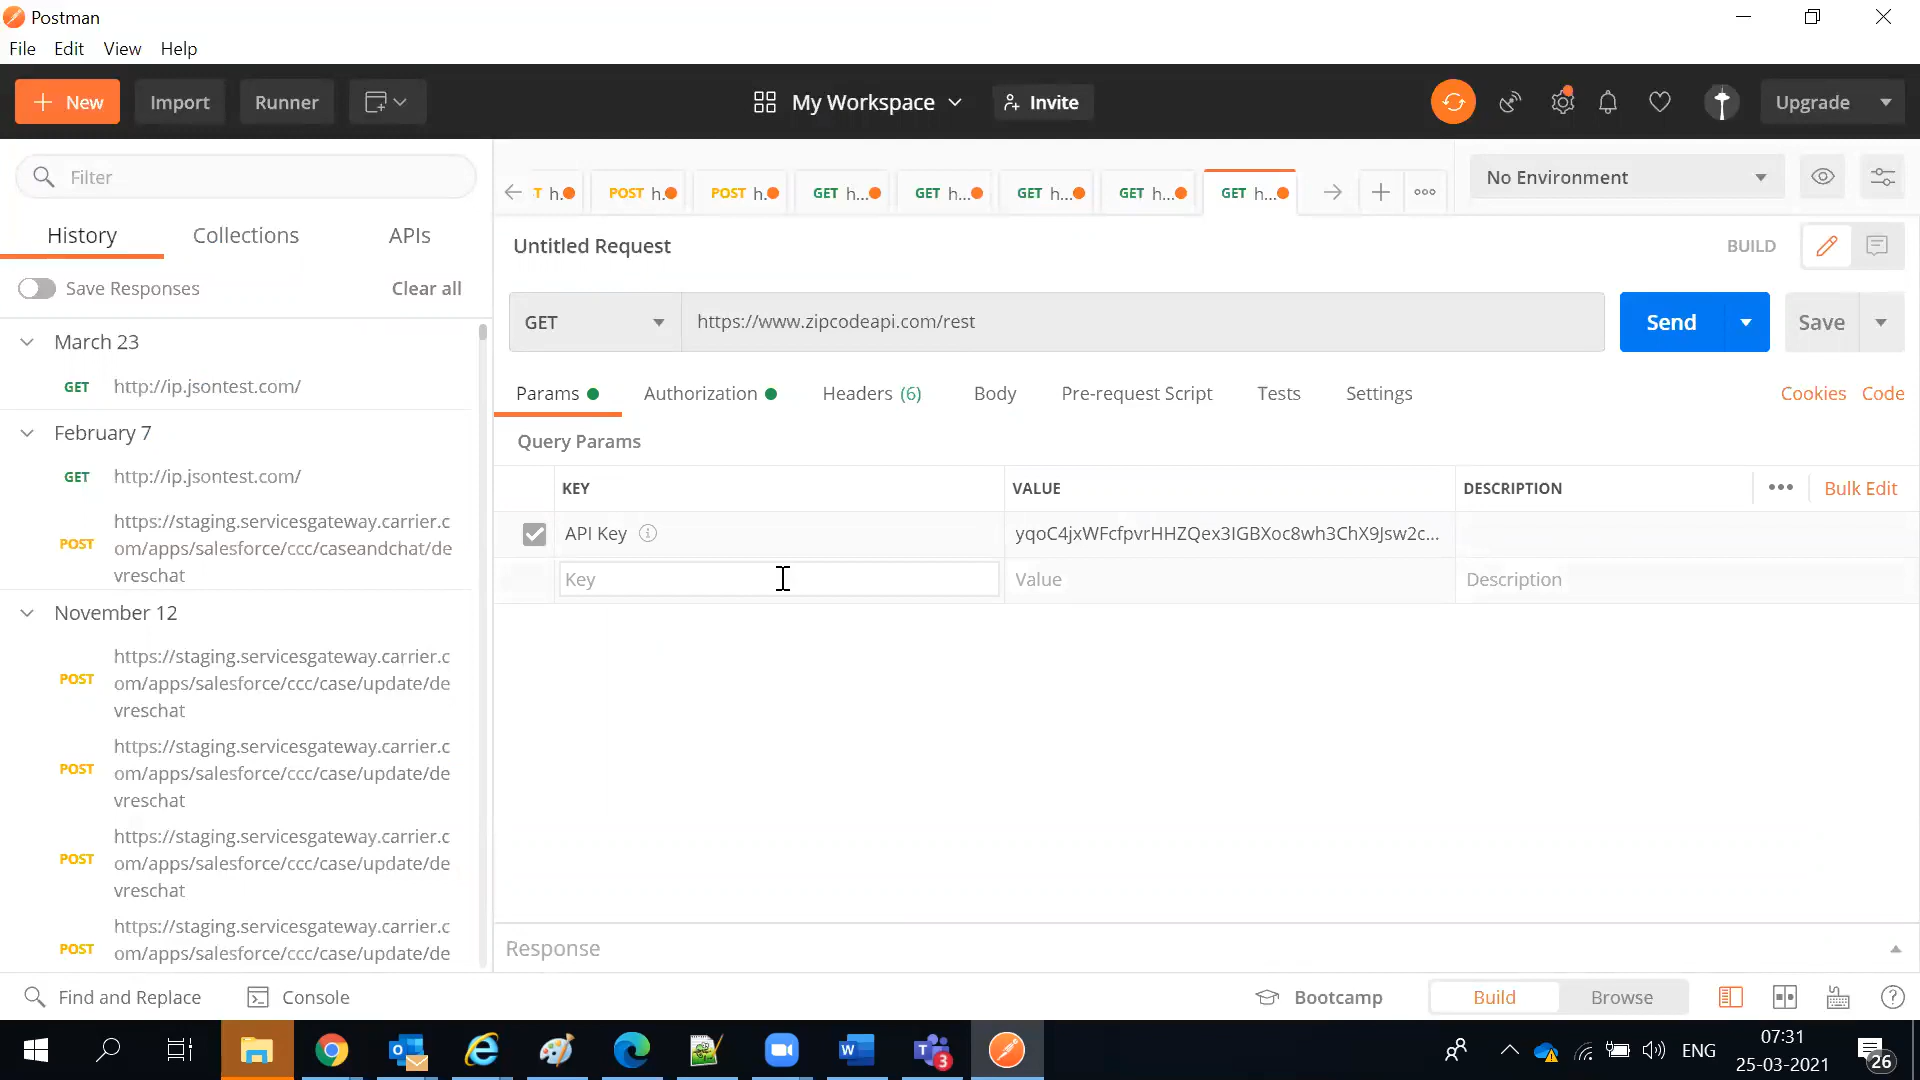 Postman
File Edit View Help
+ New Import Runner My Workspace Invite Upgrade
Filter
T h. POST h. POST h. GET h... GET h... GET h... GET h... GET h... No Environment
History Collections APIs
Untitled Request BUILD
Save Responses Clear all
GET https://www.zipcodeapi.com/rest Send Save
March 23
GET http://ip.jsontest.com/
Params Authorization Headers (6) Body Pre-request Script Tests Settings Cookies Code
February 7
Query Params
GET http://ip.jsontest.com/
KEY VALUE DESCRIPTION ••• Bulk Edit
POST https://staging.servicesgateway.carrier.c
om/apps/salesforce/ccc/caseandchat/de
vreschat
API Key yqoC4jxWFcfpvrHHZQex3IGBXoc8wh3ChX9Jsw2c...
Key Value Description
November 12
POST https://staging.servicesgateway.carrier.c
om/apps/salesforce/ccc/case/update/de
vreschat
POST https://staging.servicesgateway.carrier.c
om/apps/salesforce/ccc/case/update/de
vreschat
POST https://staging.servicesgateway.carrier.c
om/apps/salesforce/ccc/case/update/de
vreschat
POST https://staging.servicesgateway.carrier.c
om/apps/salesforce/ccc/case/update/de
Response
Find and Replace Console Bootcamp Build Browse
3 ENG 07:31
25-03-2021 26